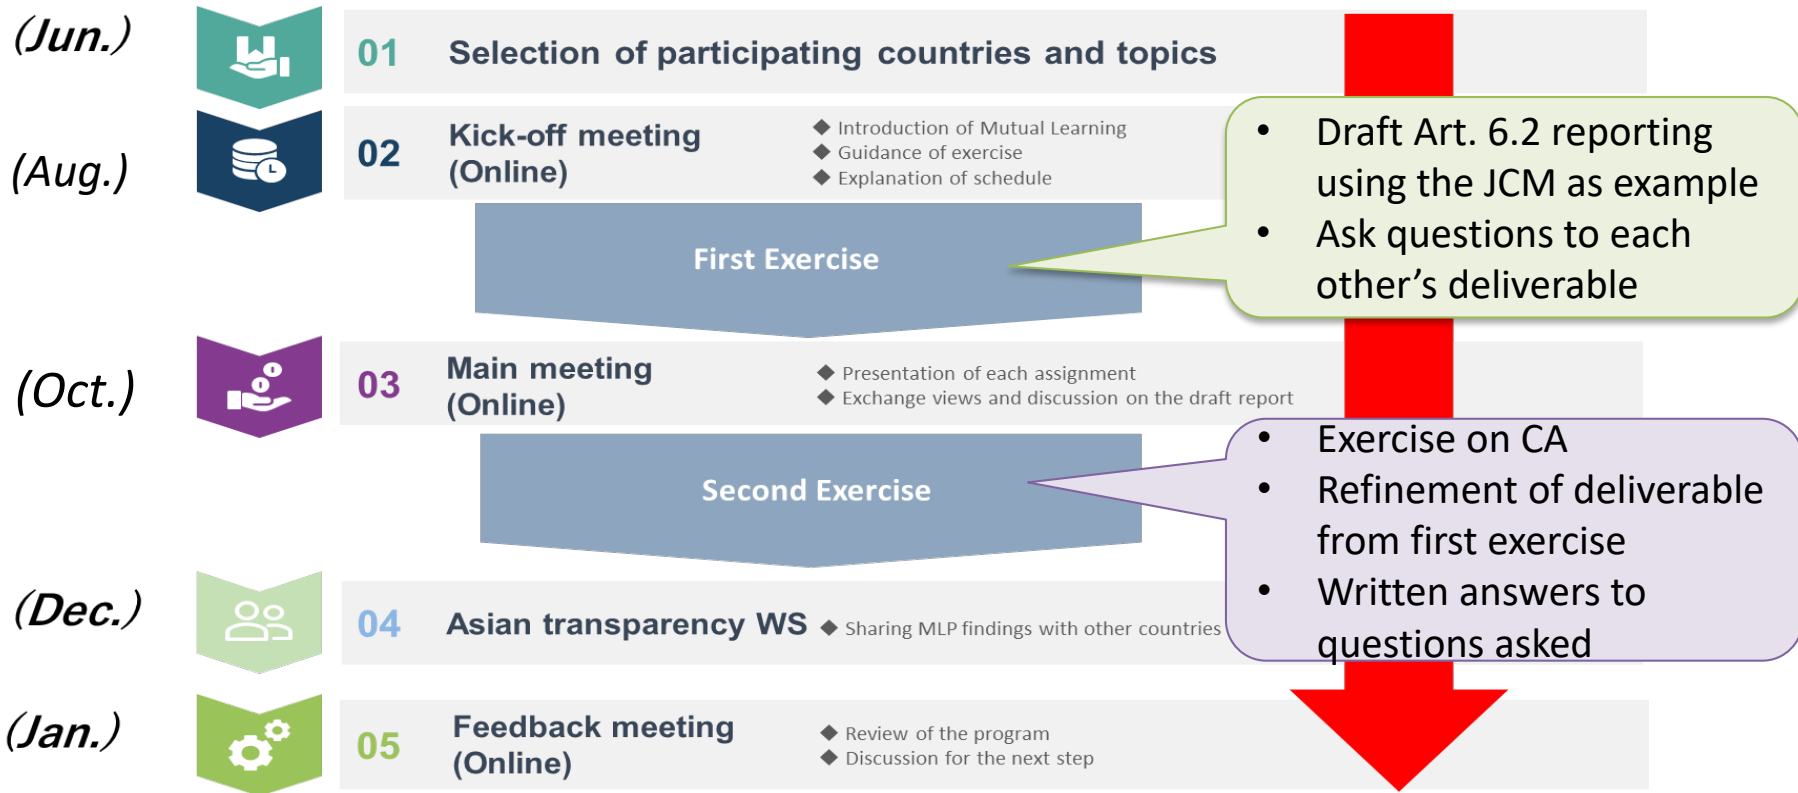 (Jun.)
01 Selection of participating countries and topics
(Aug.)
02 Kick-off meeting
(Online)
◆ Introduction of Mutual Learning
◆ Guidance of exercise
◆ Explanation of schedule
First Exercise
• Draft Art. 6.2 reporting
using the JCM as example
• Ask questions to each
other’s deliverable
(Oct.)
03 Main meeting
(Online)
◆ Presentation of each assignment
◆ Exchange views and discussion on the draft report
Second Exercise
• Exercise on CA
• Refinement of deliverable
from first exercise
• Written answers to
questions asked
(Dec.)
04 Asian transparency WS
◆ Sharing MLP findings with other countries
(Jan.)
05 Feedback meeting
(Online)
◆ Review of the program
◆ Discussion for the next step